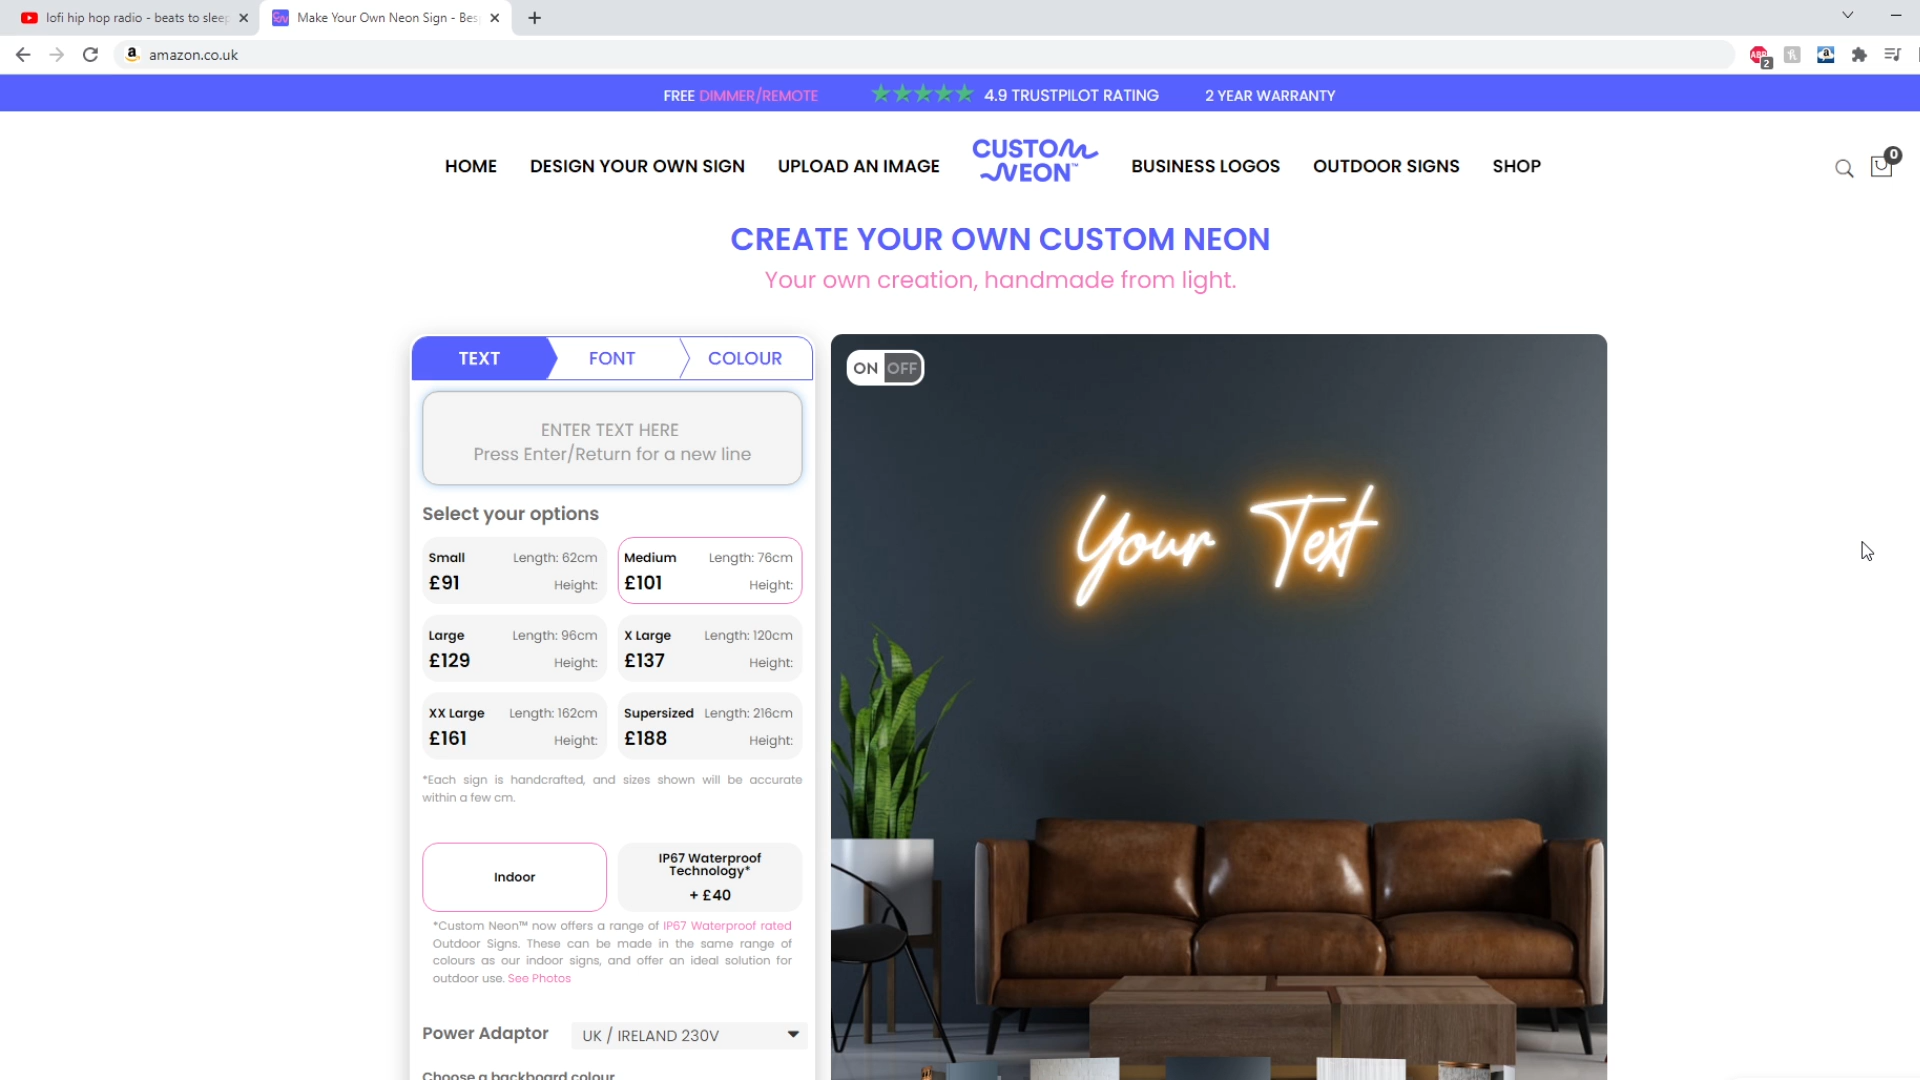 lofi hip hop radio - beats to sleep
Make Your Own Neon Sign - Bes
amazon.co.uk
ABP
2
FREE DIMMER/REMOTE
4.9 TRUSTPILOT RATING
2 YEAR WARRANTY
HOME
DESIGN YOUR OWN SIGN
UPLOAD AN IMAGE
CUSTOM
NEON™
BUSINESS LOGOS
OUTDOOR SIGNS
SHOP
0
CREATE YOUR OWN CUSTOM NEON
Your own creation, handmade from light.
TEXT
FONT
COLOUR
ON OFF
ENTER TEXT HERE
Press Enter/Return for a new line
Your Text
Select your options
Small Length: 62cm
£91 Height:
Medium Length: 76cm
£101 Height:
Large Length: 96cm
£129 Height:
X Large Length: 120cm
£137 Height:
XX Large Length: 162cm
£161 Height:
Supersized Length: 216cm
£188 Height:
*Each sign is handcrafted, and sizes shown will be accurate
within a few cm.
Indoor
IP67 Waterproof
Technology*
+ £40
*Custom Neon™ now offers a range of IP67 Waterproof rated
Outdoor Signs. These can be made in the same range of
colours as our indoor signs, and offer an ideal solution for
outdoor use. See Photos
Power Adaptor
UK / IRELAND 230V
Choose a backboard colour